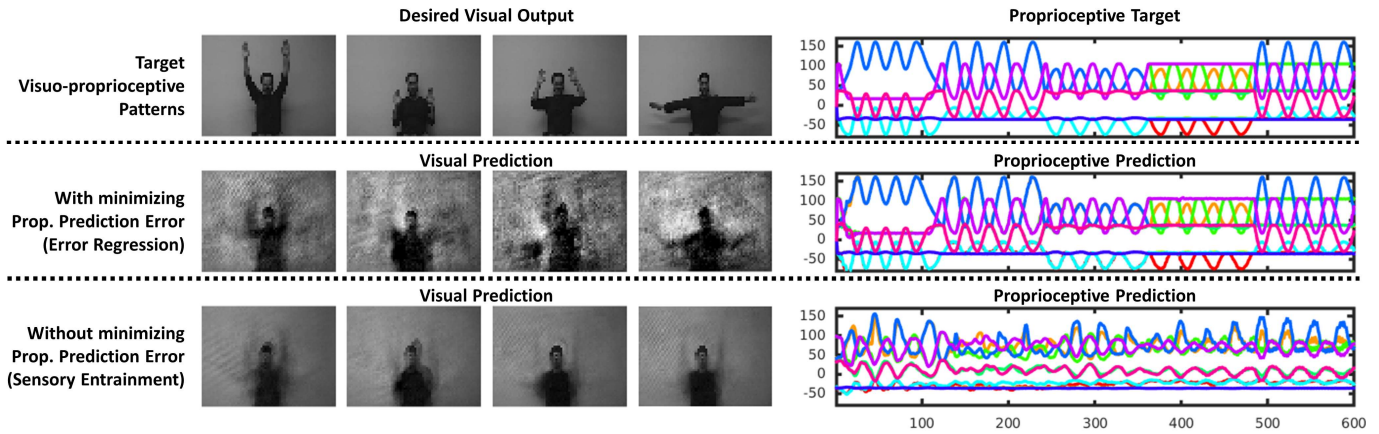 Desired Visual Output
Proprioceptive Target
Target
Visuo-proprioceptive
Patterns
150
100
50
0
-50
Visual Prediction
Proprioceptive Prediction
With minimizing
Prop. Prediction Error
(Error Regression)
150
100
50
0
-50
Visual Prediction
Proprioceptive Prediction
Without minimizing
Prop. Prediction Error
(Sensory Entrainment)
150
100
50
0
-50
100 200 300 400 500 600